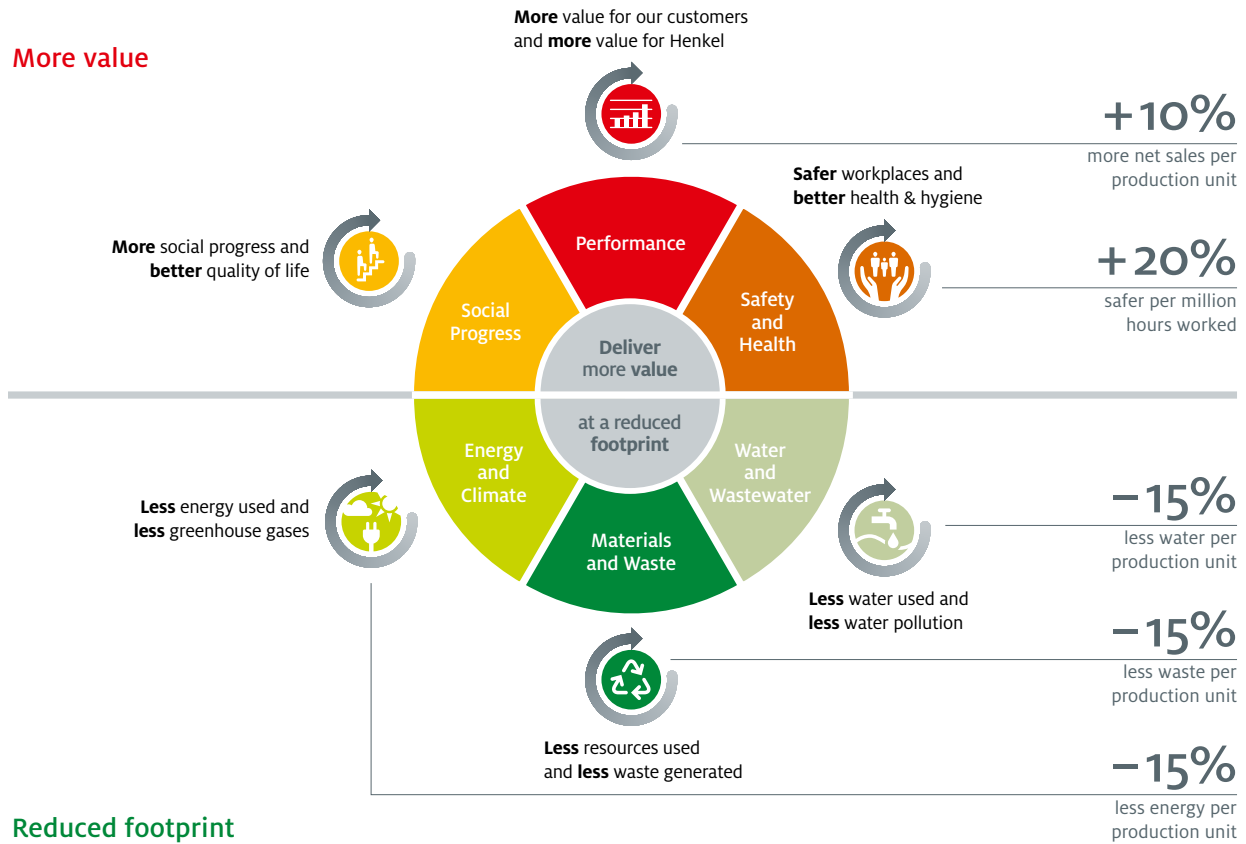 More value for our customers
and more value for Henkel
More value
+10%
more net sales per
production unit
Safer workplaces and
better health & hygiene
More social progress and
better quality of life
+20%
safer per million
hours worked
Performance
Social
Progress
Safety
and
Health
Deliver
more value
at a reduced
footprint
Energy
and
Climate
Water
and
Wastewater
Materials
and Waste
Less energy used and
less greenhouse gases
–15%
less water per
production unit
Less water used and
less water pollution
–15%
less waste per
production unit
Less resources used
and less waste generated
–15%
less energy per
production unit
Reduced footprint